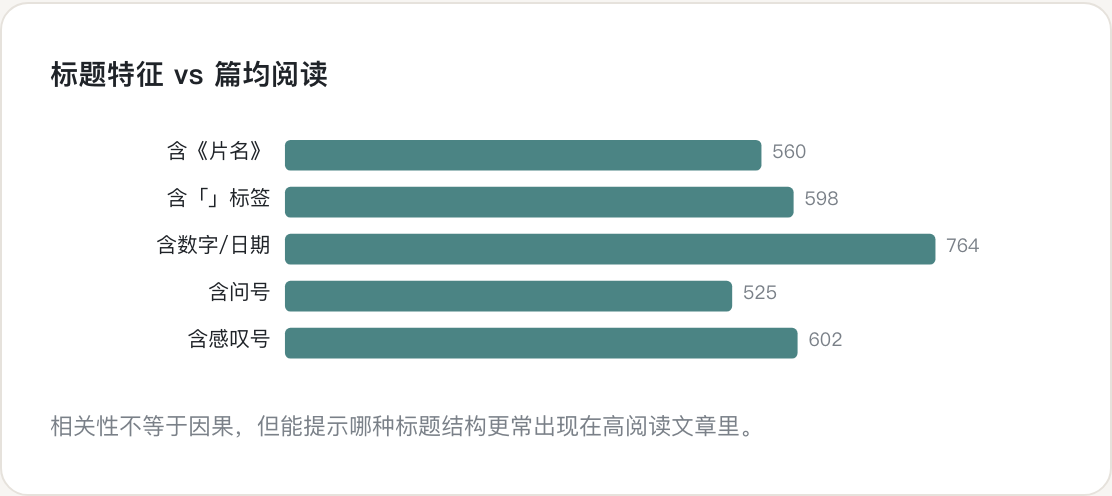 标题特征 vs 篇均阅读
含《片名》 560
含「」标签 598
含数字/日期 764
含问号 525
含感叹号 602
相关性不等于因果，但能提示哪种标题结构更常出现在高阅读文章里。